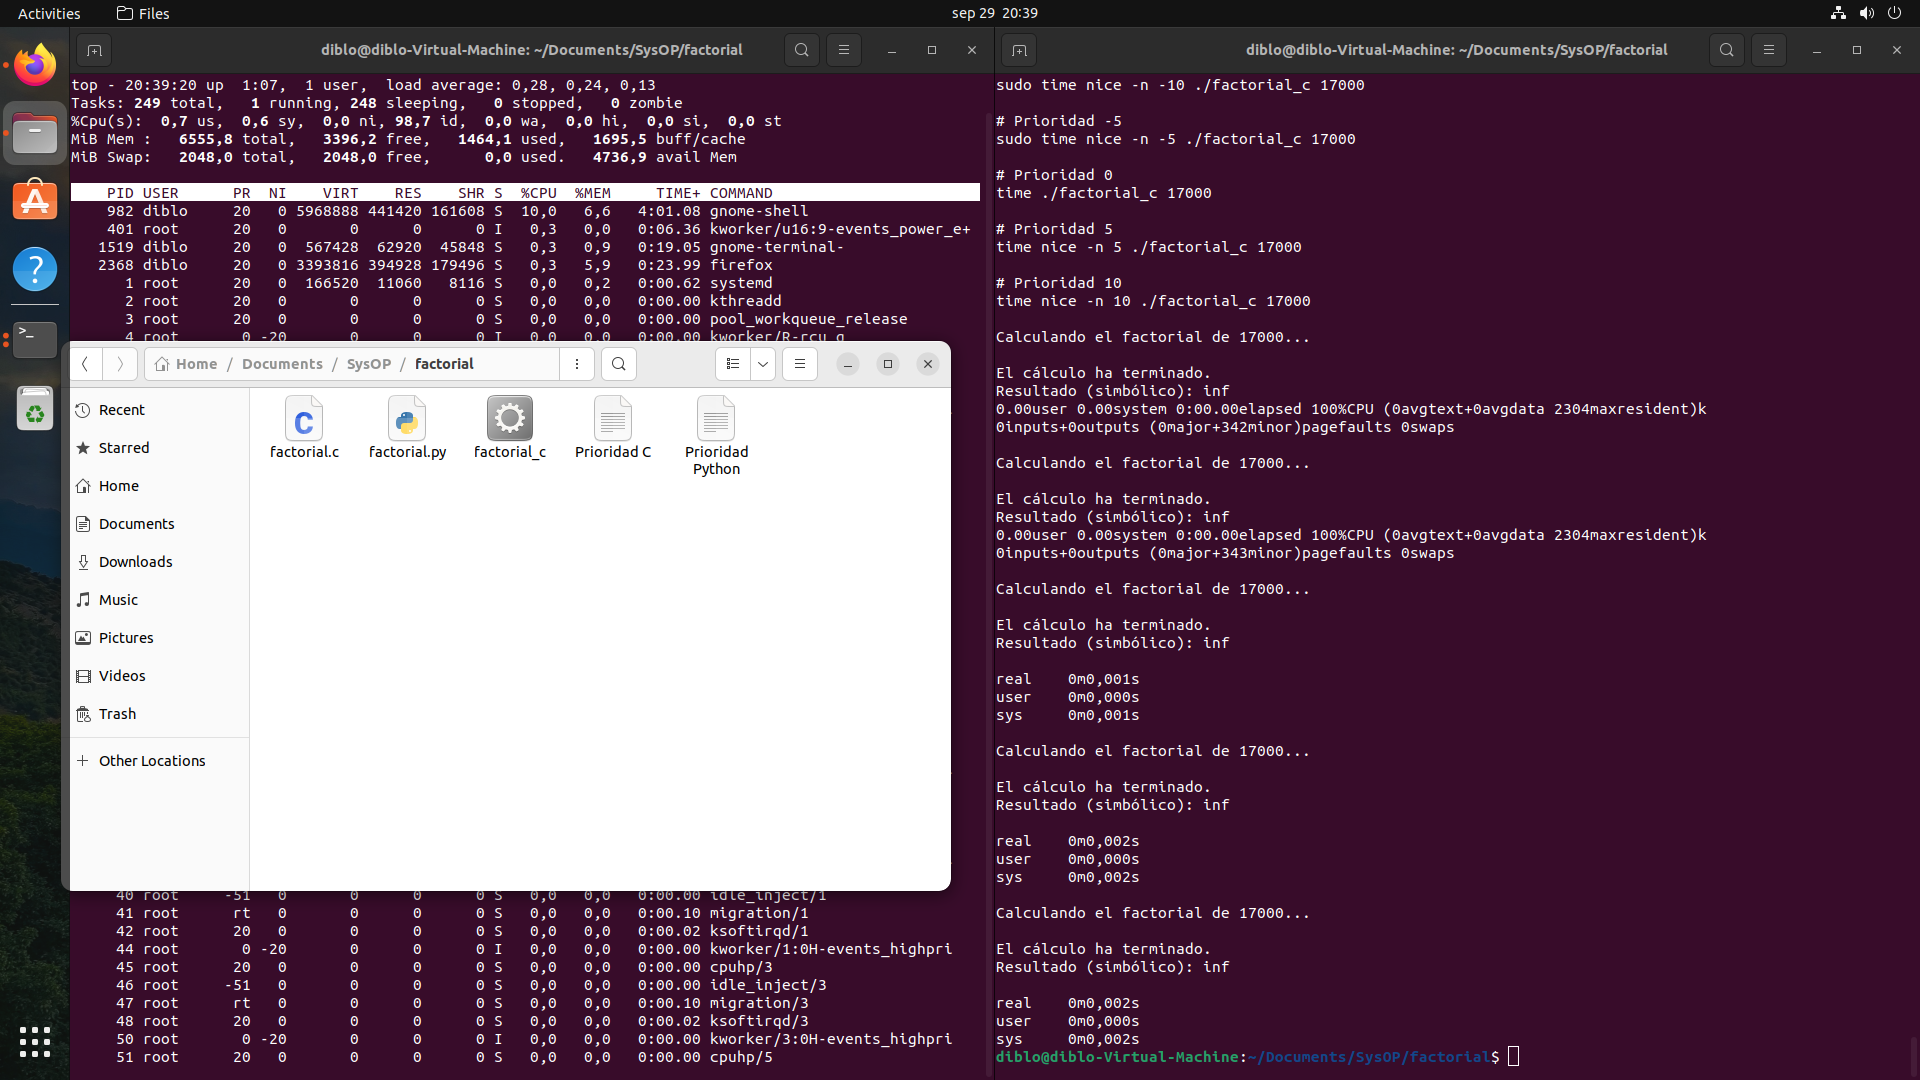 Activities
Files
sep 29 20:39
diblo@diblo-Virtual-Machine: ~/Documents/SysOP/factorial
top - 20:39:20 up  1:07,  1 user,  load average: 0,28, 0,24, 0,13
Tasks: 249 total,   1 running, 248 sleeping,   0 stopped,   0 zombie
%Cpu(s):  0,7 us,  0,6 sy,  0,0 ni, 98,7 id,  0,0 wa,  0,0 hi,  0,0 si,  0,0 st
MiB Mem :   6555,8 total,   3396,2 free,   1464,1 used,   1695,5 buff/cache
MiB Swap:   2048,0 total,   2048,0 free,      0,0 used.   4736,9 avail Mem
PID USER      PR  NI    VIRT    RES    SHR S  %CPU  %MEM     TIME+ COMMAND
982 diblo     20   0 5968888 441420 161608 S  10,0   6,6   4:01.08 gnome-shell
401 root      20   0       0      0      0 I   0,3   0,0   0:06.36 kworker/u16:9-events_power_e+
1519 diblo     20   0  567428  62920  45848 S   0,3   0,9   0:19.05 gnome-terminal-
2368 diblo     20   0 3393816 394928 179496 S   0,3   5,9   0:23.99 firefox
1 root      20   0  166520  11060   8116 S   0,0   0,2   0:00.62 systemd
2 root      20   0       0      0      0 S   0,0   0,0   0:00.00 kthreadd
3 root      20   0       0      0      0 S   0,0   0,0   0:00.00 pool_workqueue_release
4 root       0 -20       0      0      0 I   0,0   0,0   0:00.00 kworker/R-rcu_g
Home / Documents / SysOP / factorial
Recent
Starred
Home
Documents
Downloads
Music
Pictures
Videos
Trash
Other Locations
factorial.c
factorial.py
factorial_c
Prioridad C
Prioridad
Python
40 root     -51   0       0      0      0 S   0,0   0,0   0:00.00 idle_inject/1
41 root      rt   0       0      0      0 S   0,0   0,0   0:00.10 migration/1
42 root      20   0       0      0      0 S   0,0   0,0   0:00.02 ksoftirqd/1
44 root       0 -20       0      0      0 I   0,0   0,0   0:00.00 kworker/1:0H-events_highpri
45 root      20   0       0      0      0 S   0,0   0,0   0:00.00 cpuhp/3
46 root     -51   0       0      0      0 S   0,0   0,0   0:00.00 idle_inject/3
47 root      rt   0       0      0      0 S   0,0   0,0   0:00.10 migration/3
48 root      20   0       0      0      0 S   0,0   0,0   0:00.02 ksoftirqd/3
50 root       0 -20       0      0      0 I   0,0   0,0   0:00.00 kworker/3:0H-events_highpri
51 root      20   0       0      0      0 S   0,0   0,0   0:00.00 cpuhp/5
diblo@diblo-Virtual-Machine: ~/Documents/SysOP/factorial
sudo time nice -n -10 ./factorial_c 17000
# Prioridad -5
sudo time nice -n -5 ./factorial_c 17000
# Prioridad 0
time ./factorial_c 17000
# Prioridad 5
time nice -n 5 ./factorial_c 17000
# Prioridad 10
time nice -n 10 ./factorial_c 17000
Calculando el factorial de 17000...
El cálculo ha terminado.
Resultado (simbólico): inf
0.00user 0.00system 0:00.00elapsed 100%CPU (0avgtext+0avgdata 2304maxresident)k
0inputs+0outputs (0major+342minor)pagefaults 0swaps
Calculando el factorial de 17000...
El cálculo ha terminado.
Resultado (simbólico): inf
0.00user 0.00system 0:00.00elapsed 100%CPU (0avgtext+0avgdata 2304maxresident)k
0inputs+0outputs (0major+343minor)pagefaults 0swaps
Calculando el factorial de 17000...
El cálculo ha terminado.
Resultado (simbólico): inf
real    0m0,001s
user    0m0,000s
sys     0m0,001s
Calculando el factorial de 17000...
El cálculo ha terminado.
Resultado (simbólico): inf
real    0m0,002s
user    0m0,000s
sys     0m0,002s
Calculando el factorial de 17000...
El cálculo ha terminado.
Resultado (simbólico): inf
real    0m0,002s
user    0m0,000s
sys     0m0,002s
diblo@diblo-Virtual-Machine:~/Documents/SysOP/factorial$